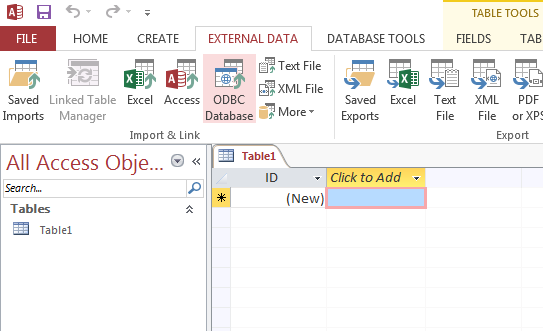 TABLE TOOLS
FILE HOME CREATE EXTERNAL DATA DATABASE TOOLS FIELDS TAB
Saved Imports
Linked Table Manager
Excel
Access
ODBC Database
Text File
XML File
More
Saved Exports
Excel
Text File
XML File
PDF or XPS
Import & Link
Export
All Access Obje...
Search...
Tables
Table1
Table1
ID Click to Add
(New)